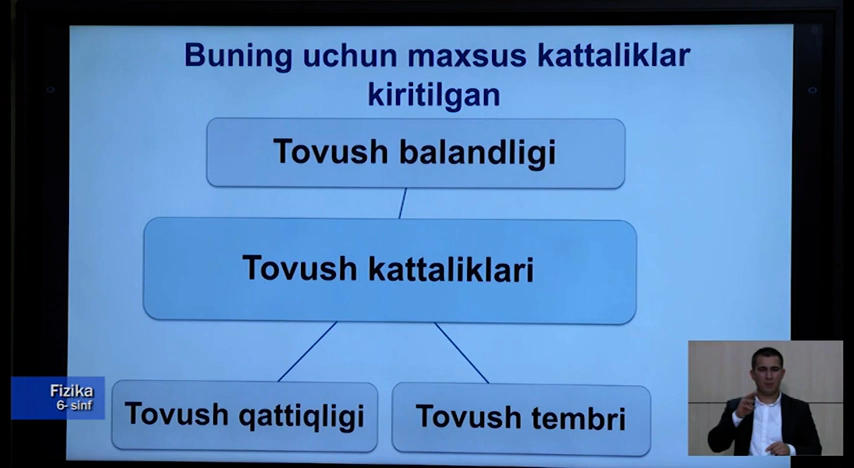 Buning uchun maxsus kattaliklar
kiritilgan
Tovush balandligi
Tovush kattaliklari
Tovush qattiqligi
Tovush tembri
Fizika
6- sinf